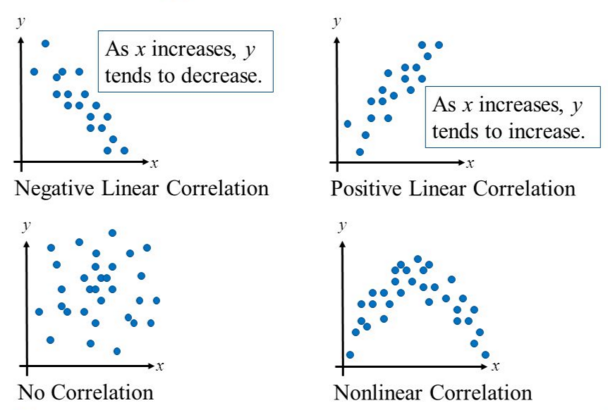 y
As x increases, y
tends to decrease.
x
Negative Linear Correlation
y
As x increases, y
tends to increase.
x
Positive Linear Correlation
y
x
No Correlation
y
x
Nonlinear Correlation